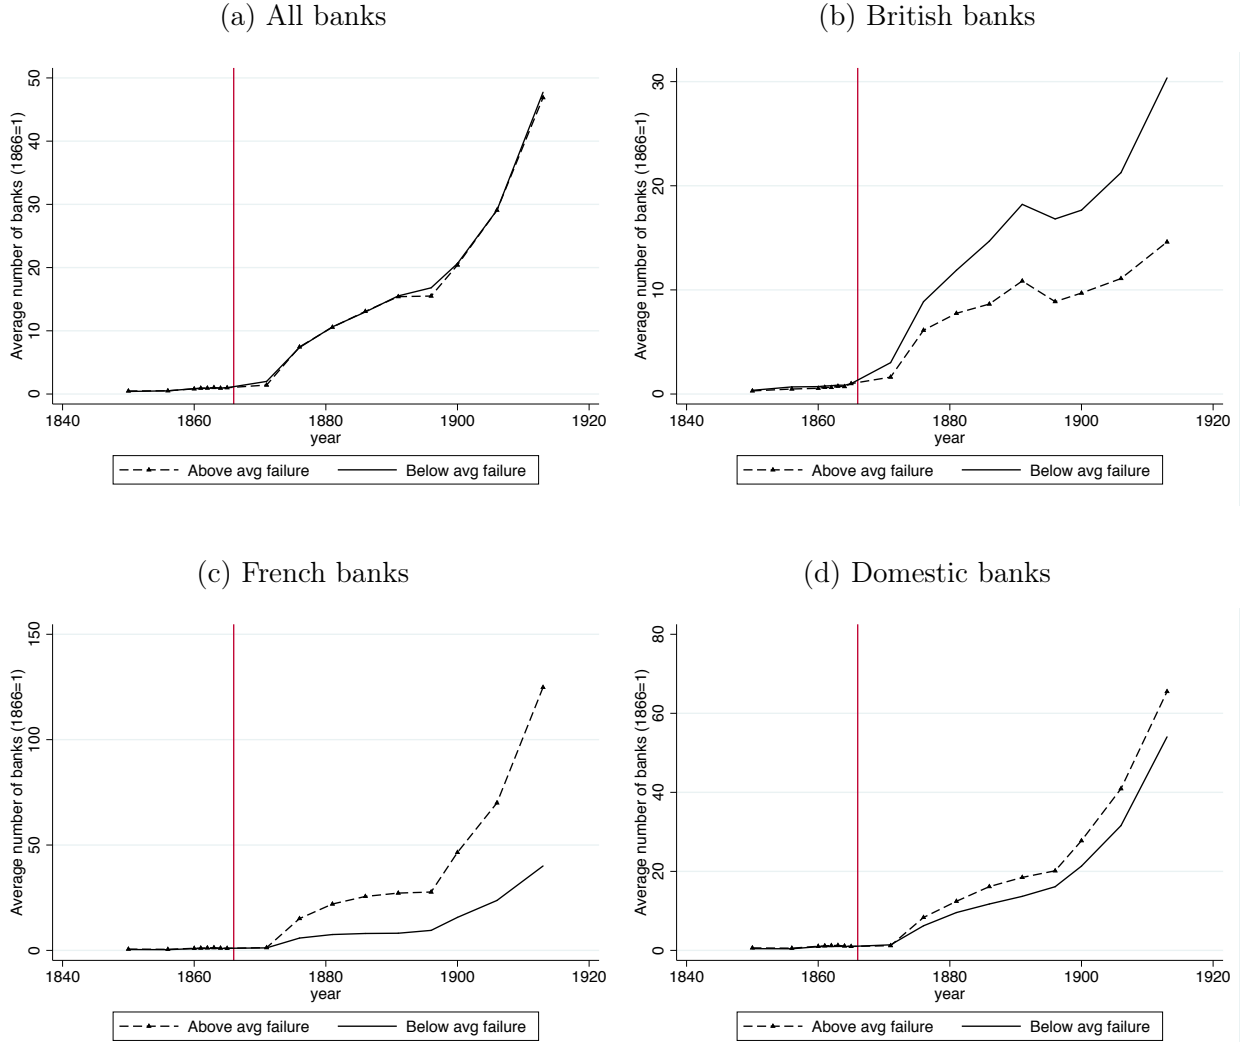 (a) All banks
Average number of banks (1866=1)
50
40
30
20
10
0
1840
1860
1880
1900
1920
year
Above avg failure
Below avg failure
(b) British banks
Average number of banks (1866=1)
30
20
10
0
1840
1860
1880
1900
1920
year
Above avg failure
Below avg failure
(c) French banks
Average number of banks (1866=1)
150
100
50
0
1840
1860
1880
1900
1920
year
Above avg failure
Below avg failure
(d) Domestic banks
Average number of banks (1866=1)
80
60
40
20
0
1840
1860
1880
1900
1920
year
Above avg failure
Below avg failure